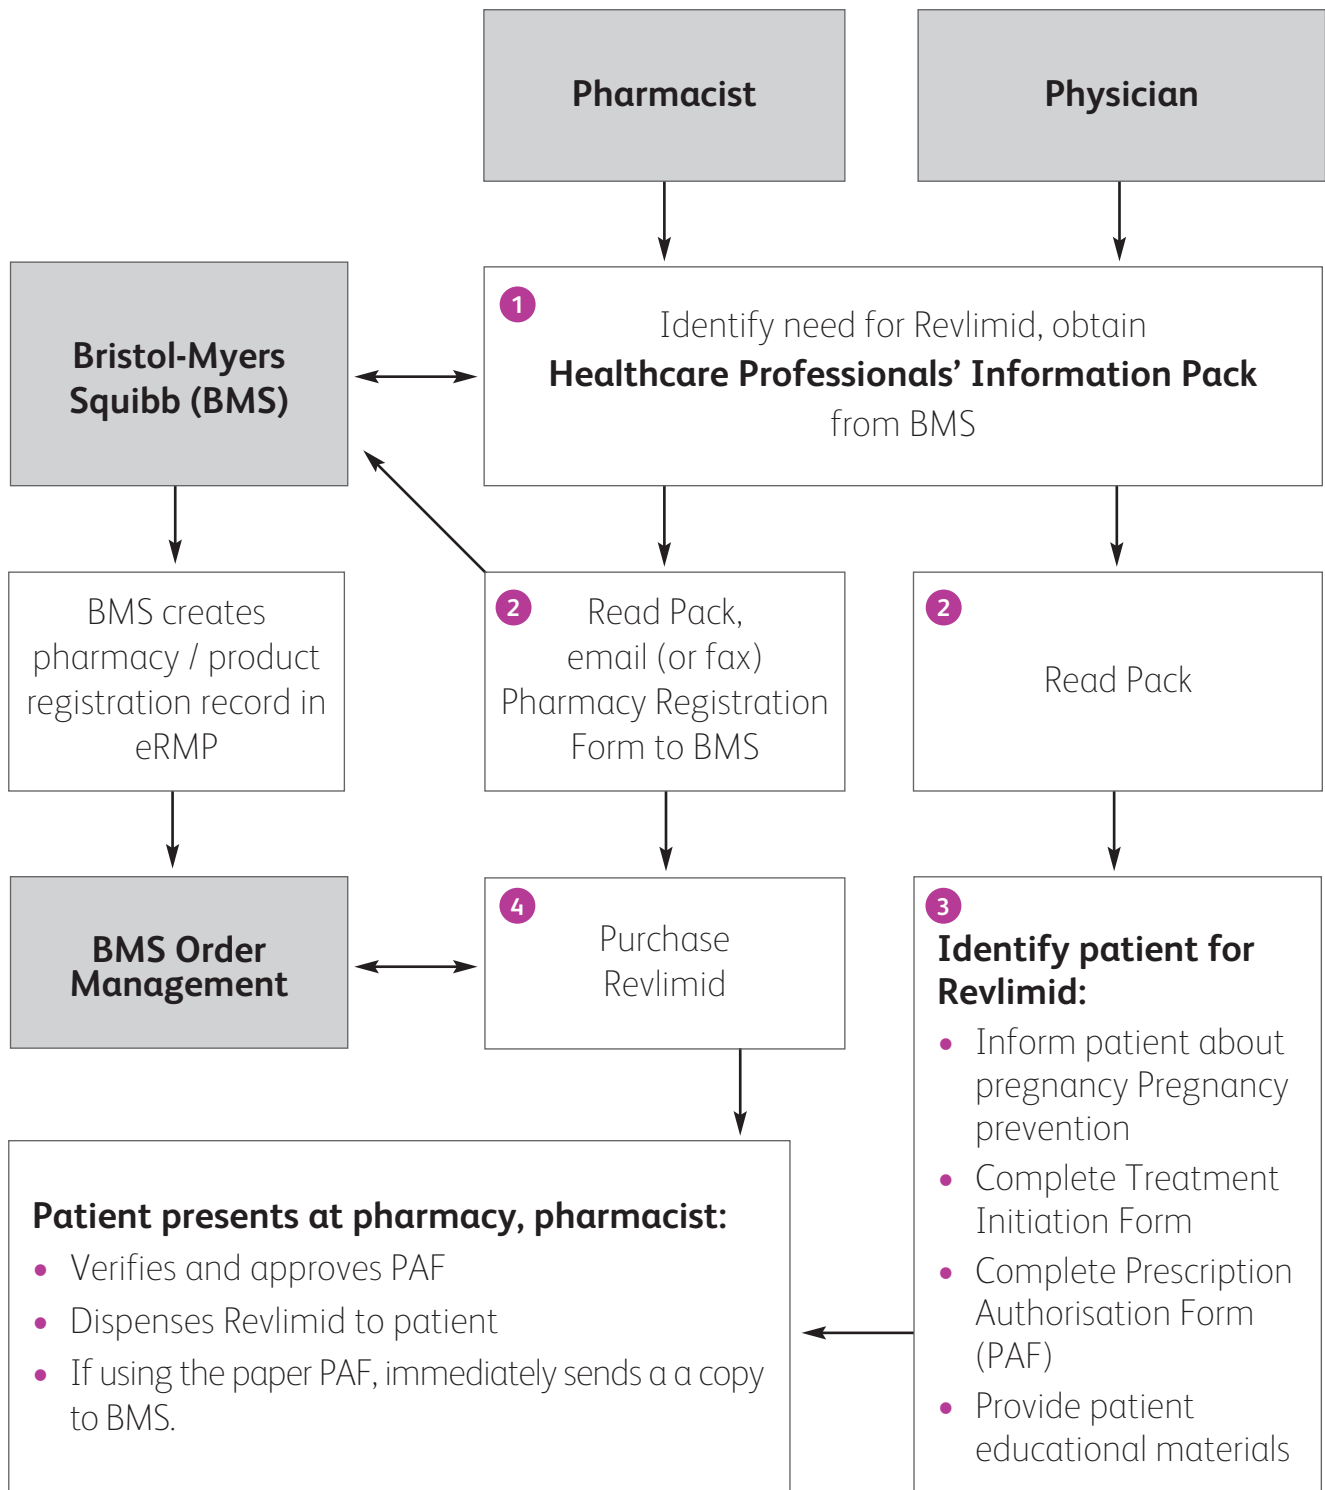 Pharmacist
Physician
Bristol-Myers
Squibb (BMS)
1
Identify need for Revlimid, obtain
Healthcare Professionals’ Information Pack
from BMS
BMS creates
pharmacy / product
registration record in
eRMP
2
Read Pack,
email (or fax)
Pharmacy Registration
Form to BMS
2
Read Pack
BMS Order
Management
4
Purchase
Revlimid
3
Identify patient for
Revlimid:
• Inform patient about
pregnancy Pregnancy
prevention
• Complete Treatment
Initiation Form
• Complete Prescription
Authorisation Form
(PAF)
• Provide patient
educational materials
Patient presents at pharmacy, pharmacist:
• Verifies and approves PAF
• Dispenses Revlimid to patient
• If using the paper PAF, immediately sends a a copy
to BMS.